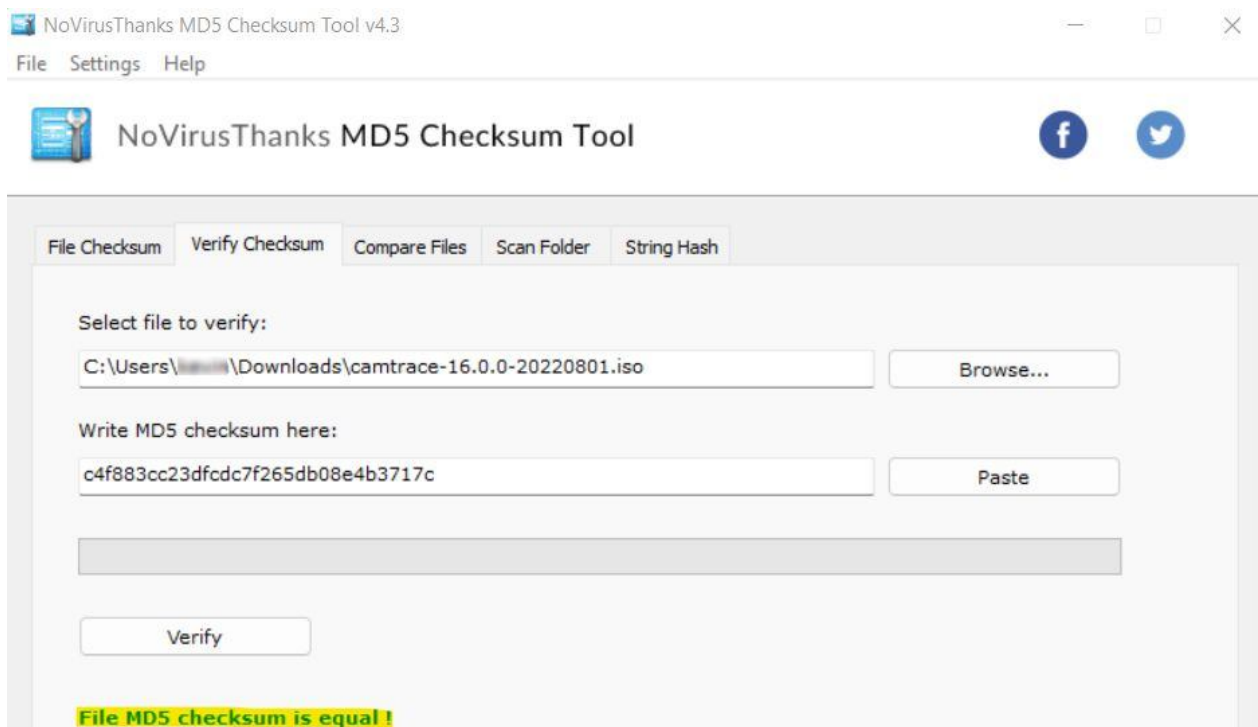 NoVirusThanks MD5 Checksum Tool v4.3
File Settings Help
NoVirusThanks MD5 Checksum Tool
File Checksum Verify Checksum Compare Files Scan Folder String Hash
Select file to verify:
C:\Users\ \Downloads\camtrace-16.0.0-20220801.iso Browse...
Write MD5 checksum here:
c4f883cc23dfcdc7f265db08e4b3717c Paste
Verify
File MD5 checksum is equal !